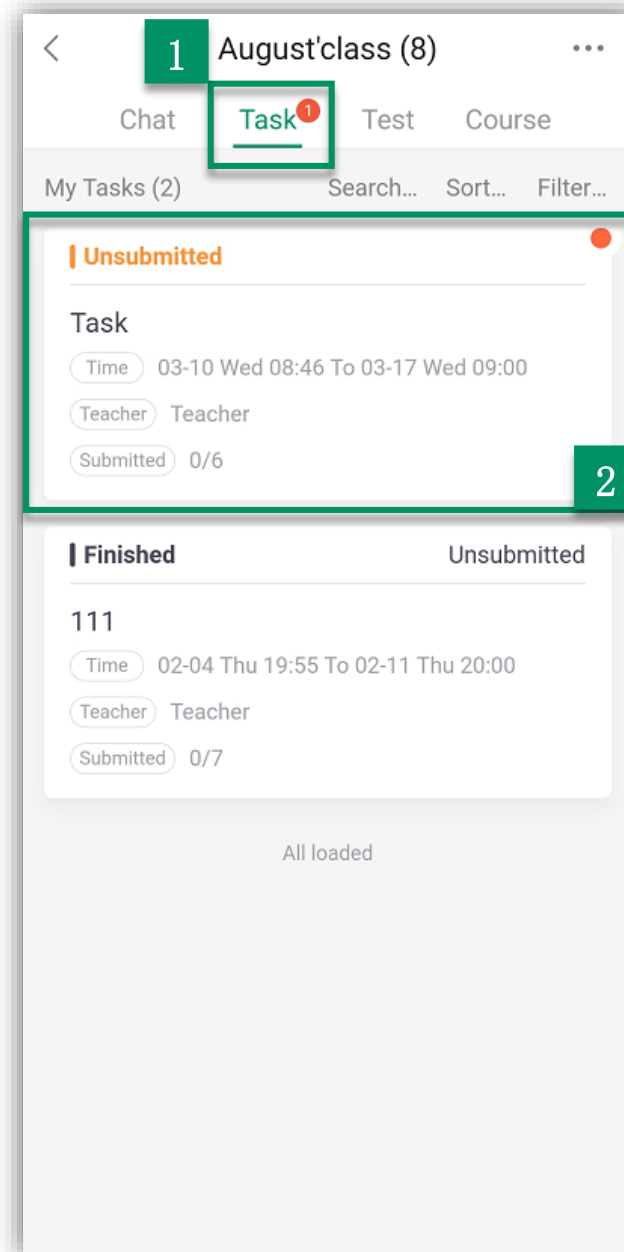 1
August'class (8)
Chat Task 1 Test Course
My Tasks (2) Search... Sort... Filter...
Unsubmitted
Task
Time 03-10 Wed 08:46 To 03-17 Wed 09:00
Teacher Teacher
Submitted 0/6
2
Finished Unsubmitted
111
Time 02-04 Thu 19:55 To 02-11 Thu 20:00
Teacher Teacher
Submitted 0/7
All loaded